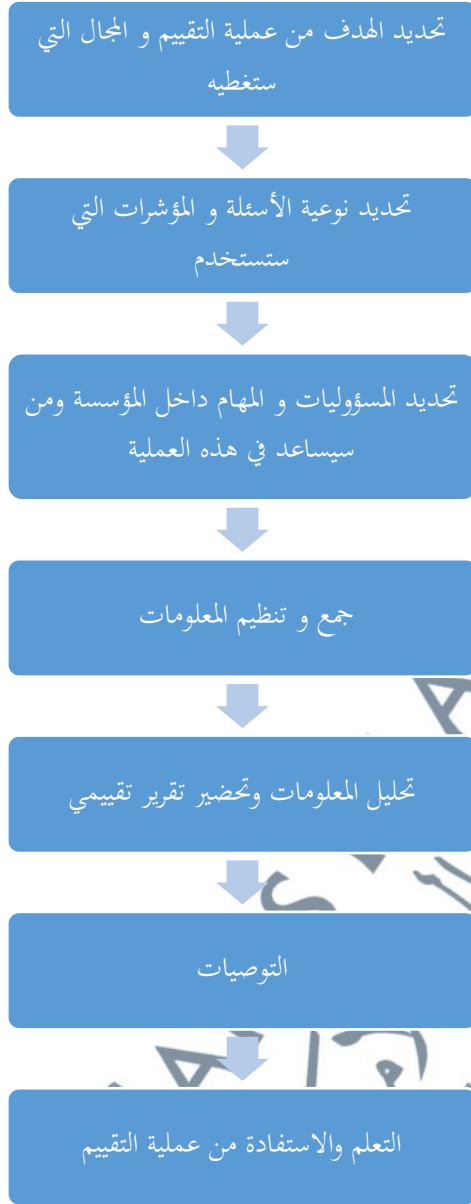 تحديد الهدف من عملية التقييم و المجال التي
ستغطيه
تحديد نوعية الأسئلة و المؤشرات التي
ستستخدم
تحديد المسؤوليات و المهام داخل المؤسسة ومن
سيساعد في هذه العملية
جمع و تنظيم المعلومات
تحليل المعلومات وتحضير تقرير تقييمي
التوصيات
التعلم والاستفادة من عملية التقييم